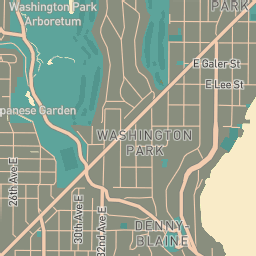 Washington Park
Arboretum
PARK
E Galer St
E Lee St
panese Garden
WASHINGTON
PARK
26th Ave E
30th Ave E
32nd Ave E
DENNY-
BLAINE